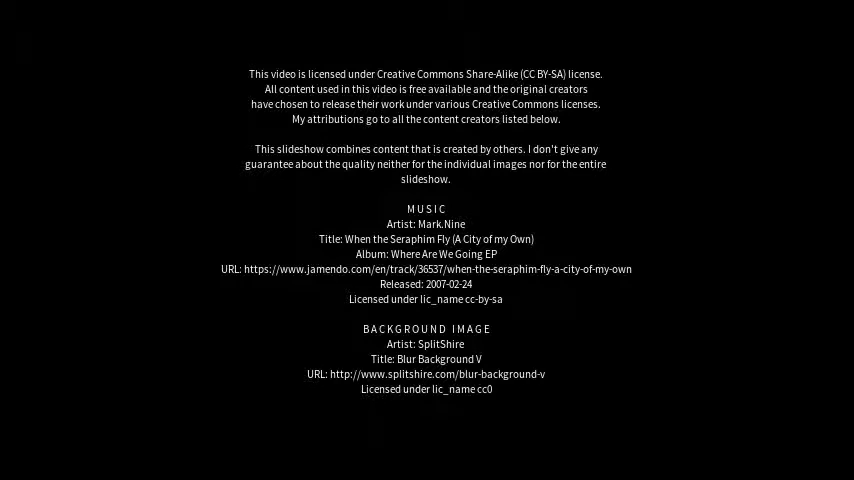 This video is licensed under Creative Commons Share-Alike (CC BY-SA) license.
All content used in this video is free available and the original creators
have chosen to release their work under various Creative Commons licenses.
My attributions go to all the content creators listed below.
This slideshow combines content that is created by others. I don't give any
guarantee about the quality neither for the individual images nor for the entire
slideshow.
MUSIC
Artist: Mark.Nine
Title: When the Seraphim Fly (A City of my Own)
Album: Where Are We Going EP
URL: https://www.jamendo.com/en/track/36537/when-the-seraphim-fly-a-city-of-my-own
Released: 2007-02-24
Licensed under lic_name cc-by-sa
BACKGROUND IMAGE
Artist: SplitShire
Title: Blur Background V
URL: http://www.splitshire.com/blur-background-v
Licensed under lic_name cc0